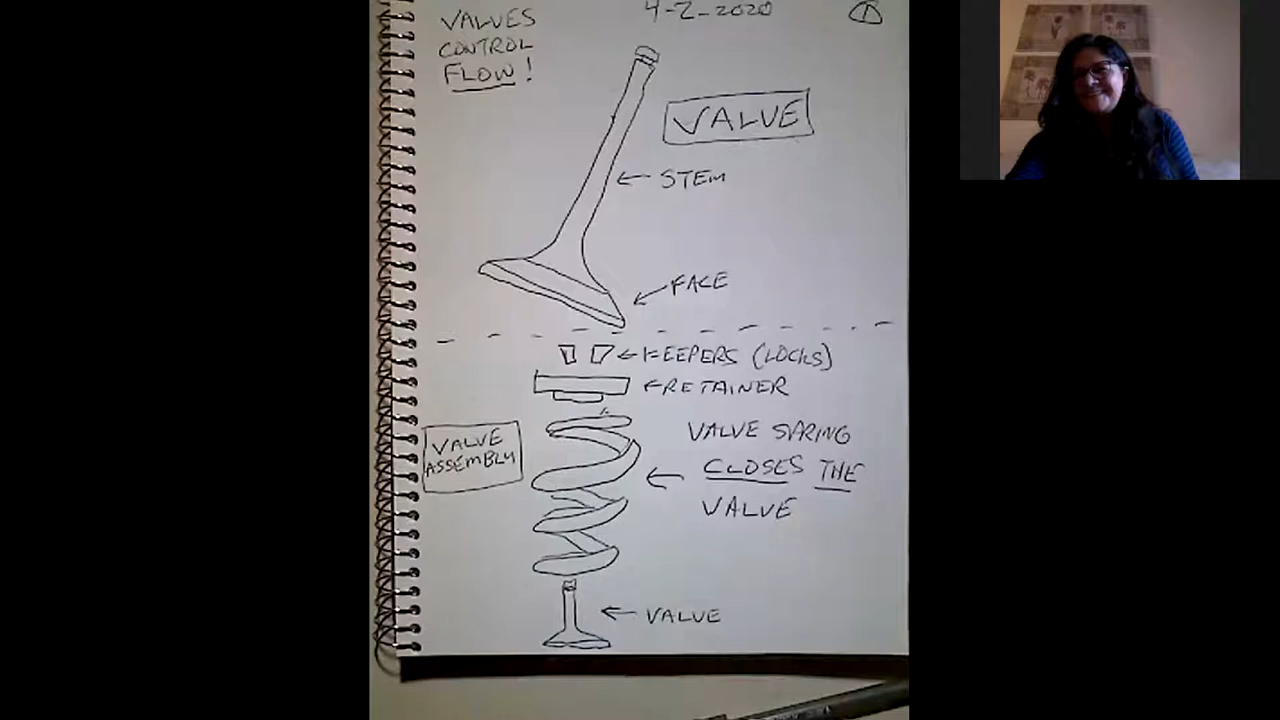 VALVES
CONTROL
FLOW!
4-2-2020
1
VALVE
STEM
FACE
KEEPERS (LOCKS)
RETAINER
VALVE
ASSEMBLY
VALVE SPRING
CLOSES THE
VALVE
VALVE